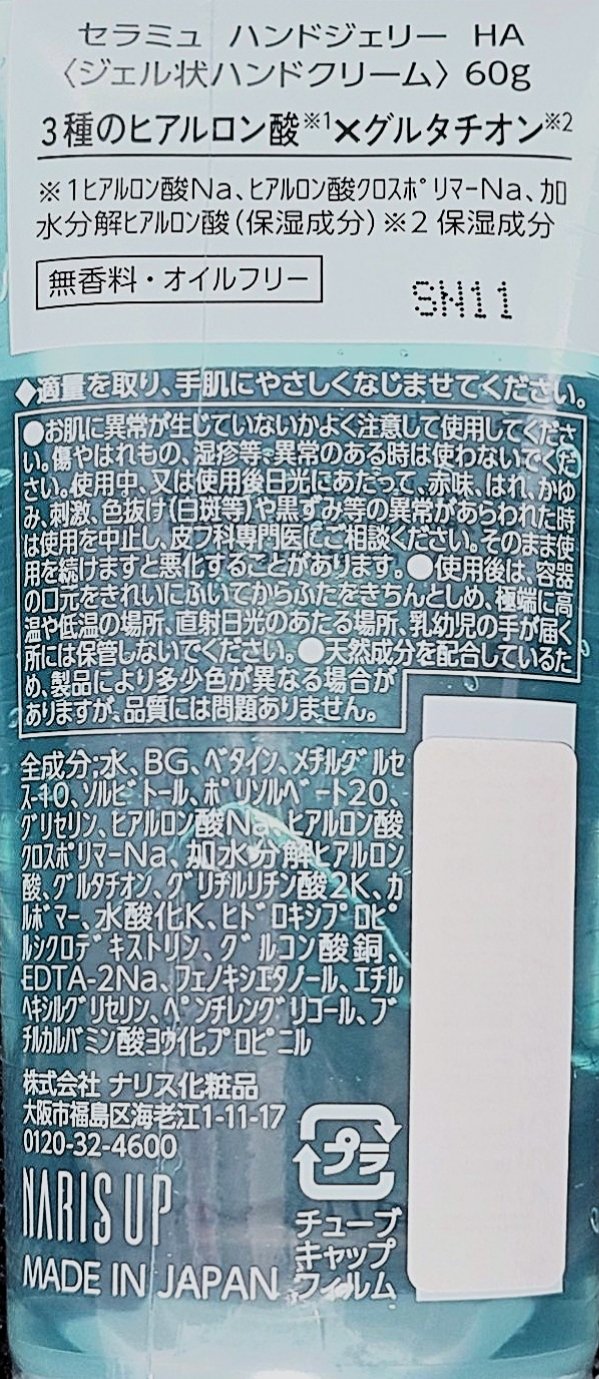 セラミュ ハンドジェリー HA
〈ジェル状ハンドクリーム〉60g
3種のヒアルロン酸※1×グルタチオン※2
※1ヒアルロン酸Na、ヒアルロン酸クロスポリマーNa、加
水分解ヒアルロン酸（保湿成分）※2 保湿成分
無香料・オイルフリー
SN11
◆適量を取り、手肌にやさしくなじませてください。
●お肌に異常が生じていないかよく注意して使用してくださ
い。傷やはれもの、湿疹等、異常のある時は使わないでくだ
さい。使用中、又は使用後日光にあたって、赤味、はれ、かゆ
み、刺激、色抜け（白斑等）や黒ずみ等の異常があらわれた時
は使用を中止し、皮フ科専門医にご相談ください。そのまま使
用を続けますと悪化することがあります。●使用後は、容器
の口元をきれいにふいてからふたをきちんとしめ、極端に高
温や低温の場所、直射日光のあたる場所、乳幼児の手が届く
所には保管しないでください。●天然成分を配合しているた
め、製品により多少色が異なる場合が
ありますが、品質には問題ありません。
全成分：水、BG、ベタイン、メチルグルセ
ス-10、ソルビトール、ポリソルベート20、
グリセリン、ヒアルロン酸Na、ヒアルロン酸
クロスポリマーNa、加水分解ヒアルロン
酸、グルタチオン、グリチルリチン酸2K、カ
ルボマー、水酸化K、ヒドロキシプロピ
ルシクロデキストリン、グルコン酸銅、
EDTA-2Na、フェノキシエタノール、エチル
ヘキシルグリセリン、ペンチレングリコール、ブ
チルカルバミン酸ヨウ化プロピニル
株式会社 ナリス化粧品
大阪市福島区海老江1-11-17
0120-32-4600
NARIS UP
MADE IN JAPAN
プラ
チューブ
キャップ
フィルム